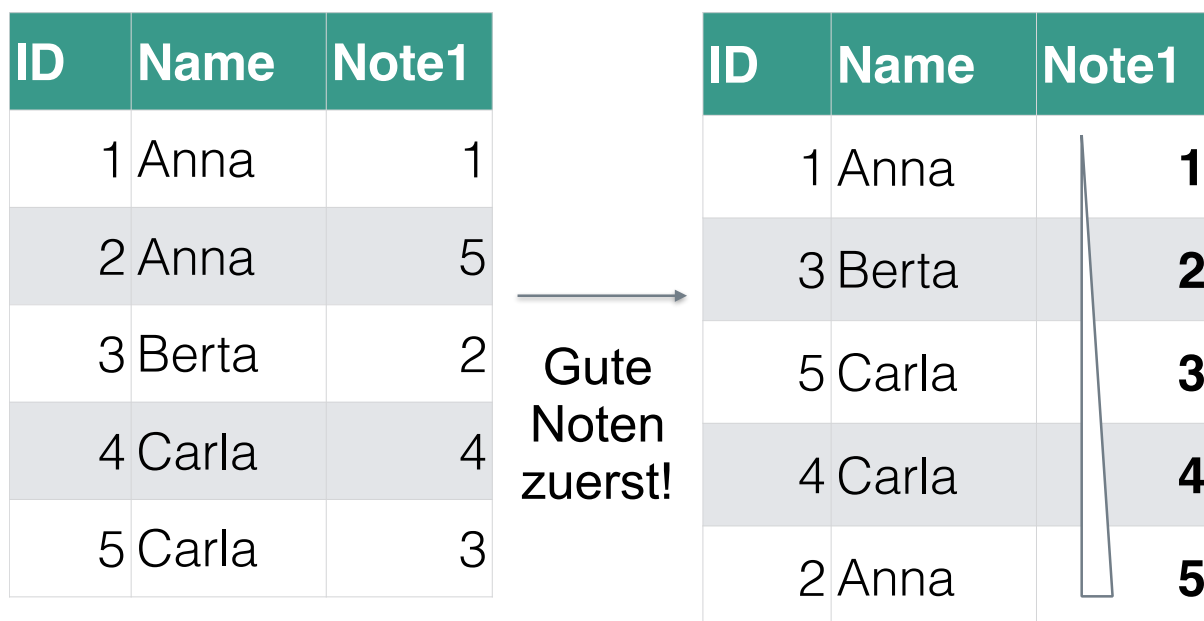 ID Name Note1
1 Anna 1
2 Anna 5
3 Berta 2
4 Carla 4
5 Carla 3
Gute
Noten
zuerst!
ID Name Note1
1 Anna 1
3 Berta 2
5 Carla 3
4 Carla 4
2 Anna 5